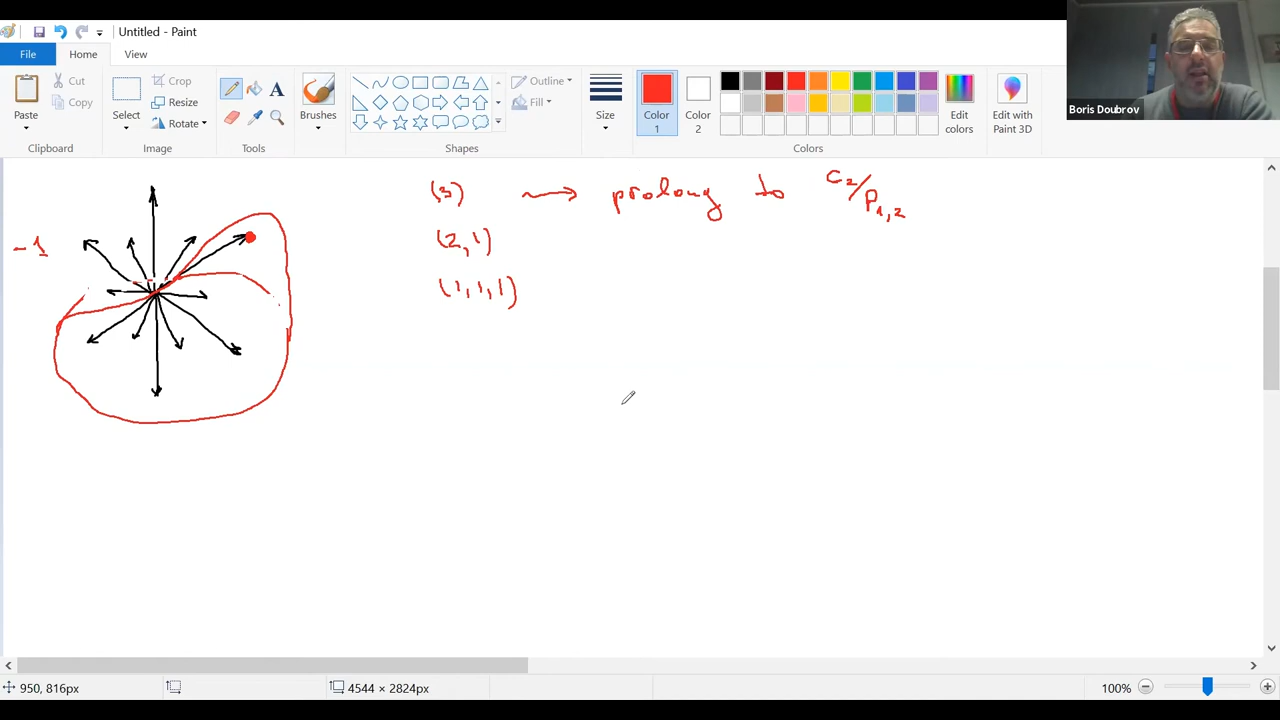 Untitled - Paint
File
Home
View
Paste
Cut
Copy
Clipboard
Select
Crop
Resize
Rotate
Image
Tools
Brushes
Outline
Fill
Shapes
Size
Color
1
Color
2
Edit
colors
Colors
Edit with
Paint 3D
Boris Doubrov
-1
(3) → prolong to C2/P1,2
(2,1)
(1,1,1)
950, 816px
4544 × 2824px
100%